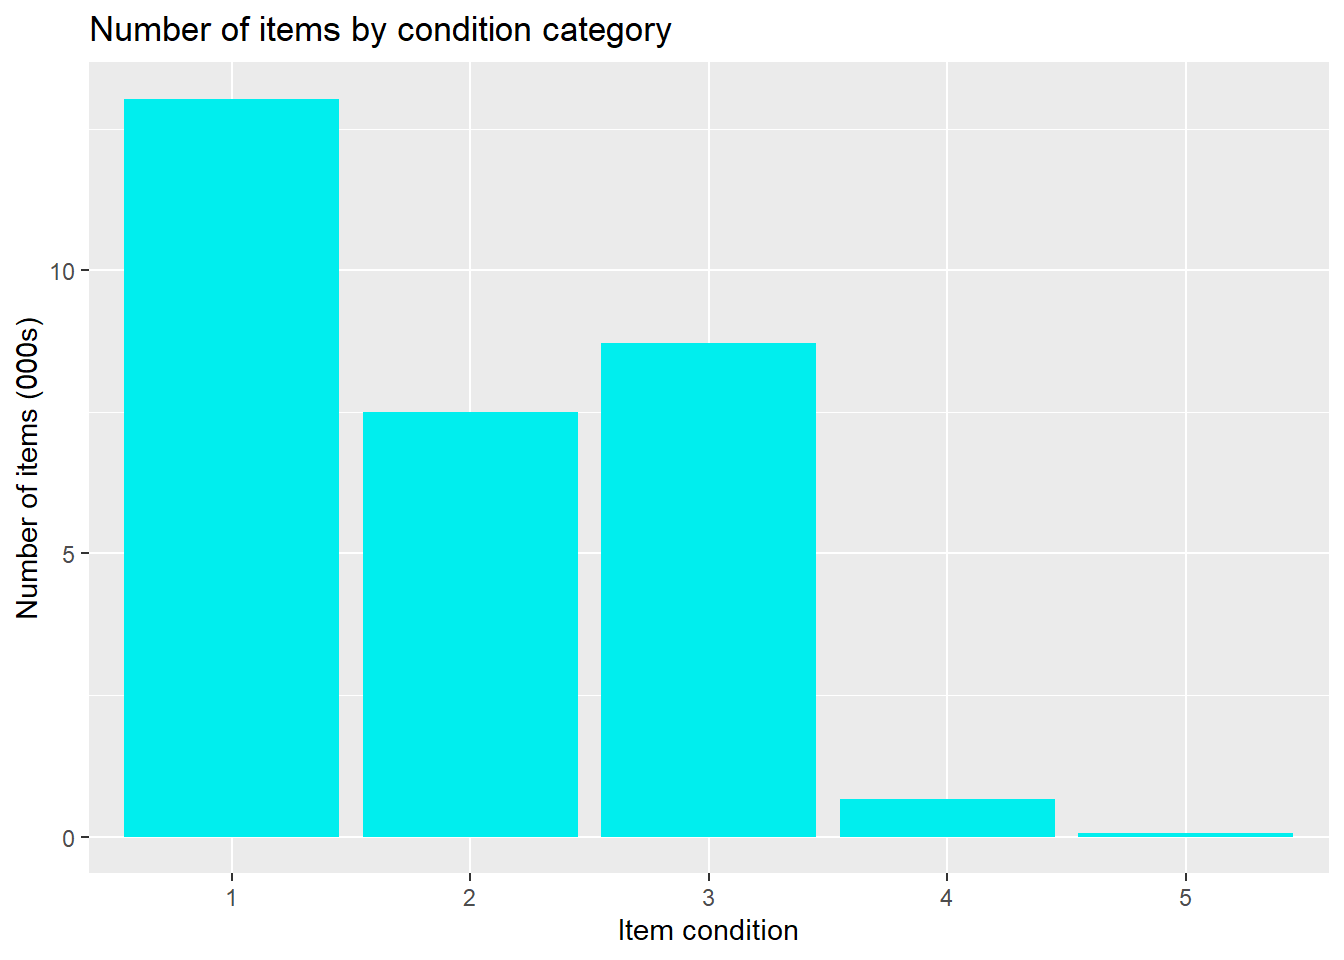 Number of items by condition category
Number of items (000s)
10
5
0
1 2 3 4 5
Item condition